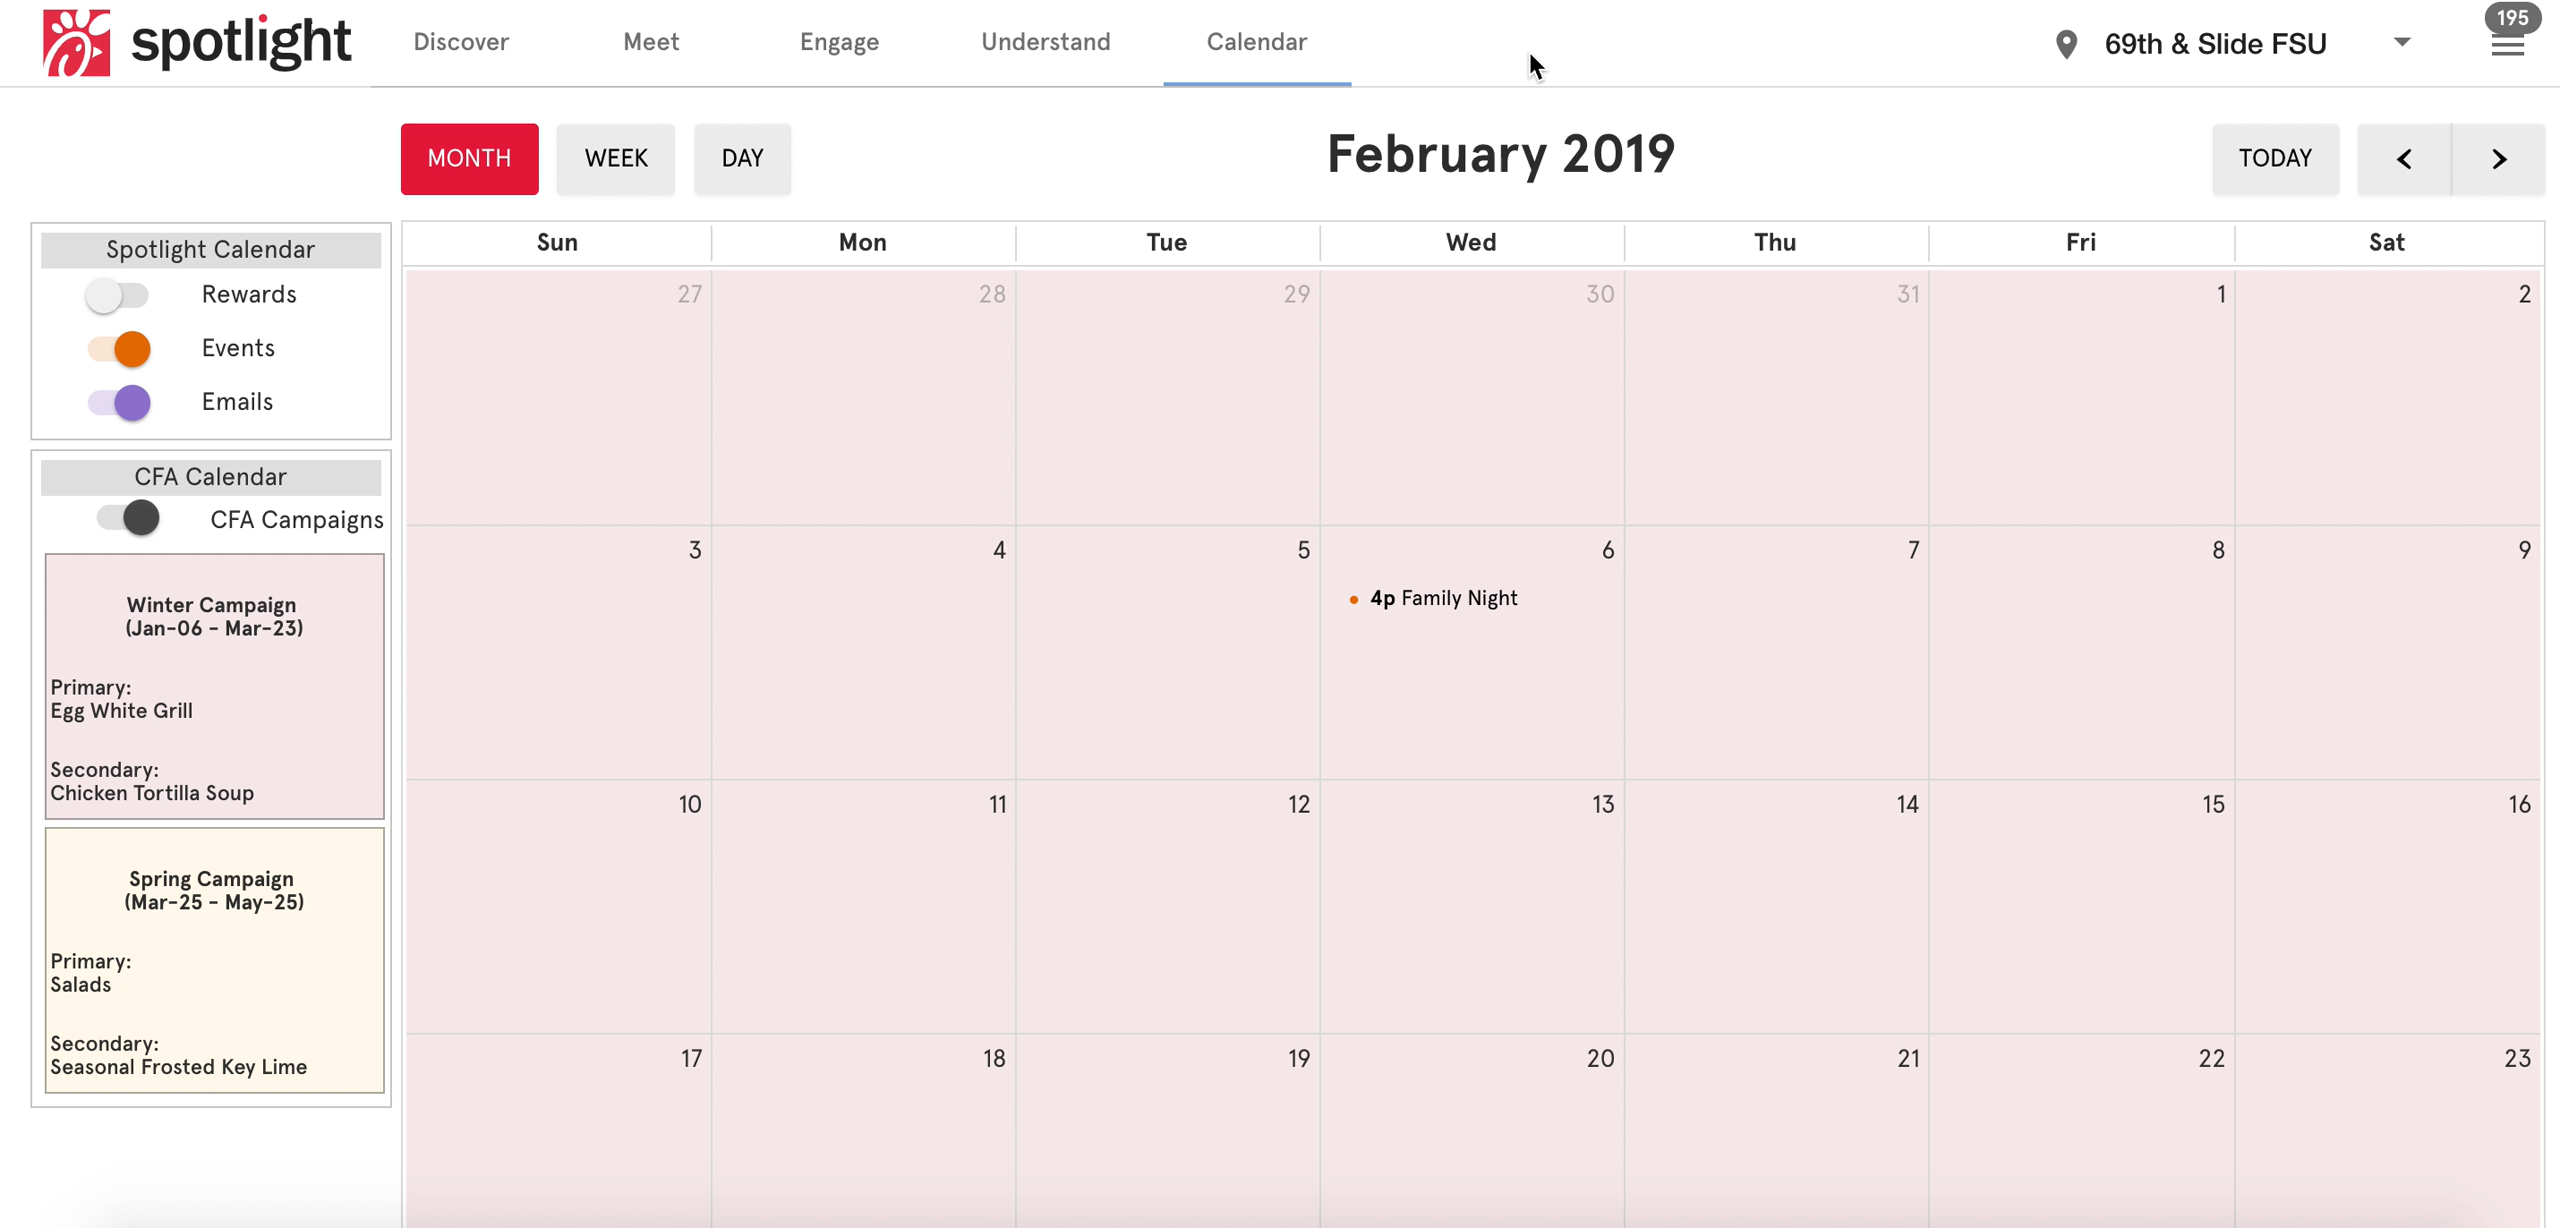 spotlight
Discover
Meet
Engage
Understand
Calendar
69th & Slide FSU
195
MONTH
WEEK
DAY
February 2019
TODAY
Spotlight Calendar
Rewards
Events
Emails
CFA Calendar
CFA Campaigns
Winter Campaign
(Jan-06 - Mar-23)
Primary:
Egg White Grill
Secondary:
Chicken Tortilla Soup
Spring Campaign
(Mar-25 - May-25)
Primary:
Salads
Secondary:
Seasonal Frosted Key Lime
Sun Mon Tue Wed Thu Fri Sat
27 28 29 30 31 1 2
3 4 5 6 7 8 9
4p Family Night
10 11 12 13 14 15 16
17 18 19 20 21 22 23